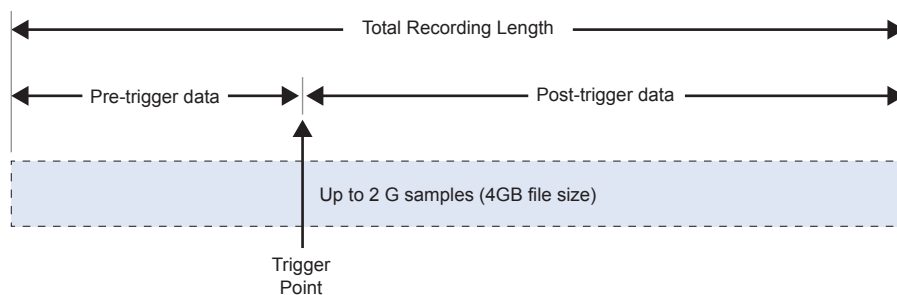 Total Recording Length
Pre-trigger data
Post-trigger data
Up to 2 G samples (4GB file size)
Trigger
Point